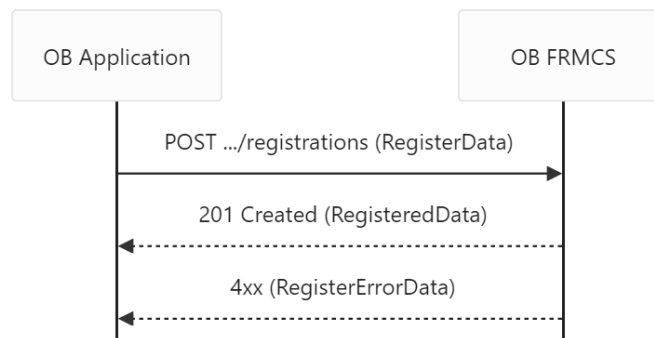 OB Application
OB FRMCS
POST .../registrations (RegisterData)
201 Created (RegisteredData)
4xx (RegisterErrorData)